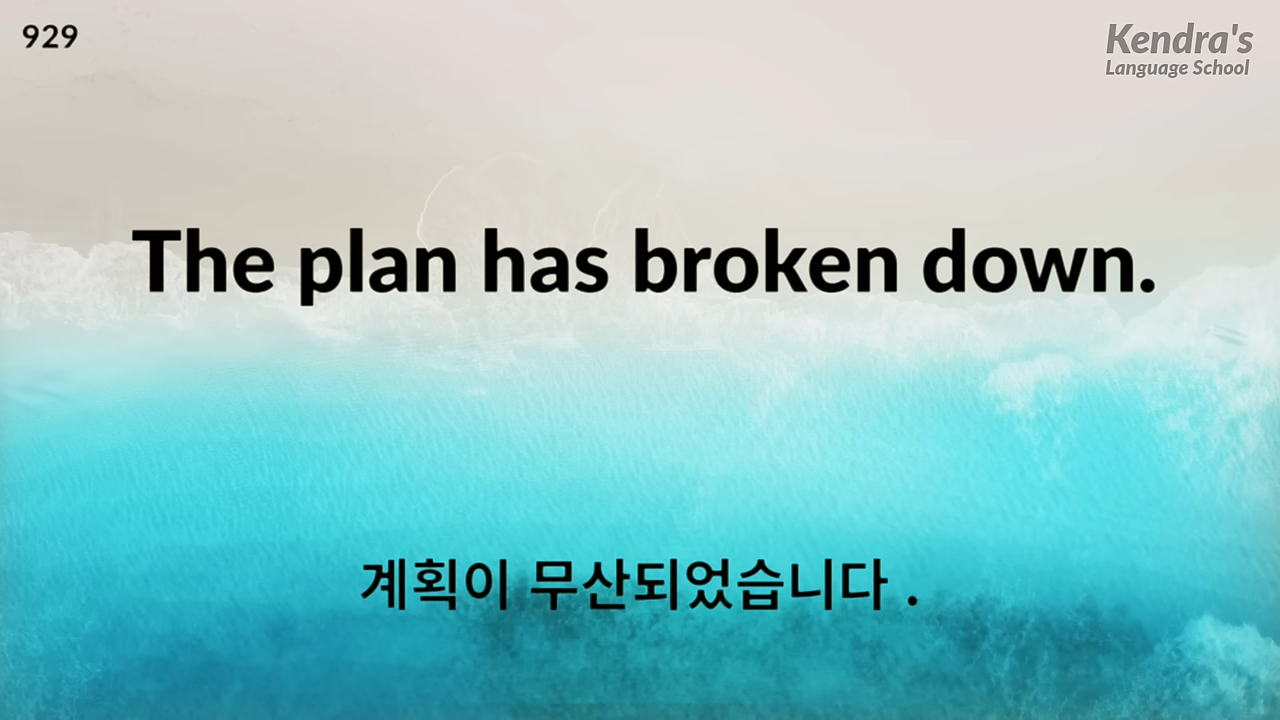 929
Kendra's
Language School
The plan has broken down.
계획이 무산되었습니다 .